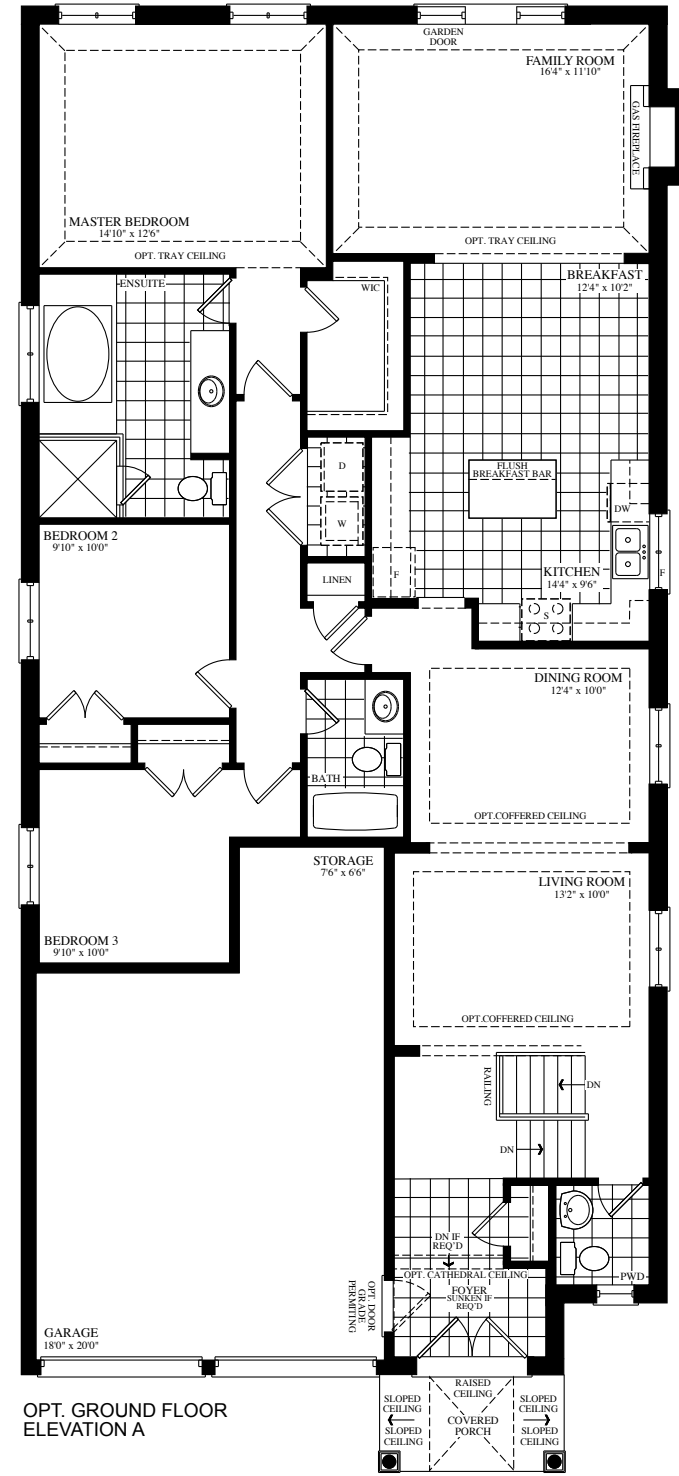 GARDEN
DOOR
FAMILY ROOM
16'4" x 11'10"
GAS FIREPLACE
MASTER BEDROOM
14'10" x 12'6"
OPT. TRAY CEILING
OPT. TRAY CEILING
ENSUITE
WIC
BREAKFAST
12'4" x 10'2"
D
W
FLUSH
BREAKFAST BAR
DW
BEDROOM 2
9'10" x 10'0"
LINEN
F
KITCHEN
14'4" x 9'6"
F
S
DINING ROOM
12'4" x 10'0"
BATH
OPT.COFFERED CEILING
STORAGE
7'6" x 6'6"
LIVING ROOM
13'2" x 10'0"
BEDROOM 3
9'10" x 10'0"
OPT.COFFERED CEILING
RAILING
DN
DN
DN IF
REQ'D
OPT. CATHEDRAL CEILING
FOYER
SUNKEN IF
REQ'D
PWD
OPT. DOOR
GRADE
PERMITING
GARAGE
18'0" x 20'0"
RAISED
CEILING
SLOPED
CEILING
SLOPED
CEILING
COVERED
PORCH
SLOPED
CEILING
SLOPED
CEILING
OPT. GROUND FLOOR
ELEVATION A